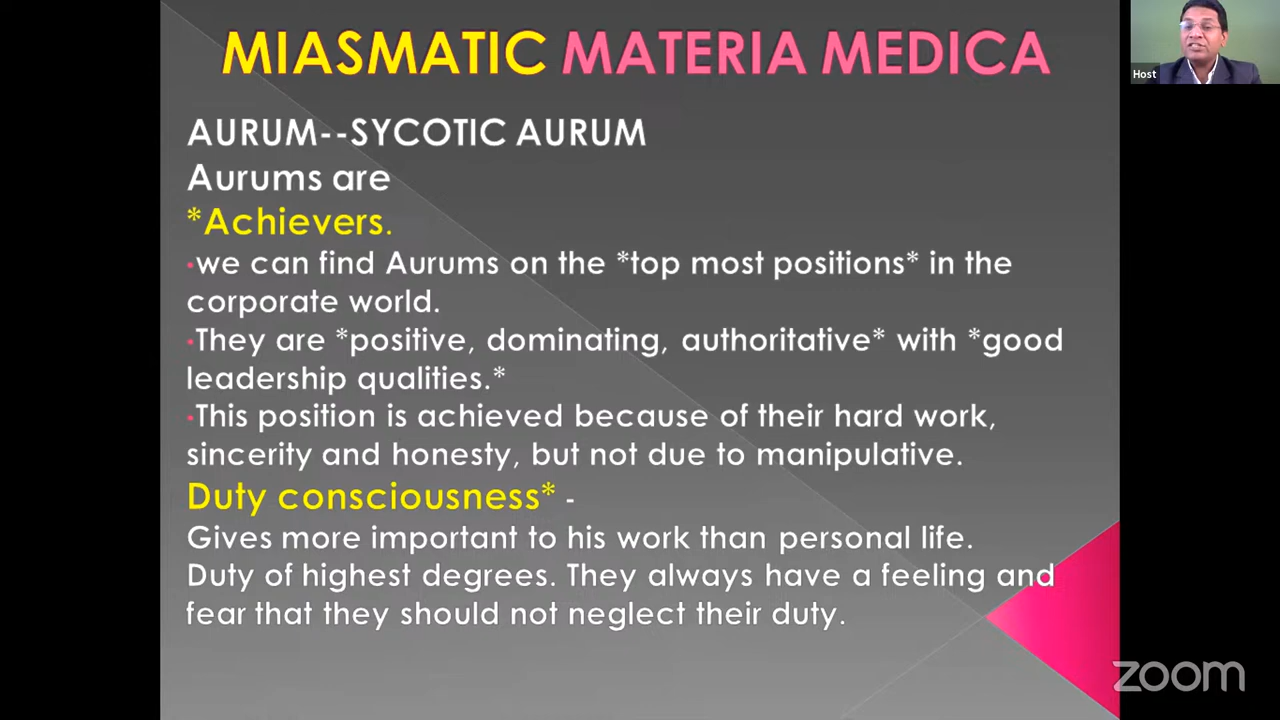 MIASMATIC MATERIA MEDICA
Host
AURUM--SYCOTIC AURUM
Aurums are
*Achievers.
•we can find Aurums on the *top most positions* in the
corporate world.
•They are *positive, dominating, authoritative* with *good
leadership qualities.*
•This position is achieved because of their hard work,
sincerity and honesty, but not due to manipulative.
Duty consciousness* -
Gives more important to his work than personal life.
Duty of highest degrees. They always have a feeling and
fear that they should not neglect their duty.
zoom